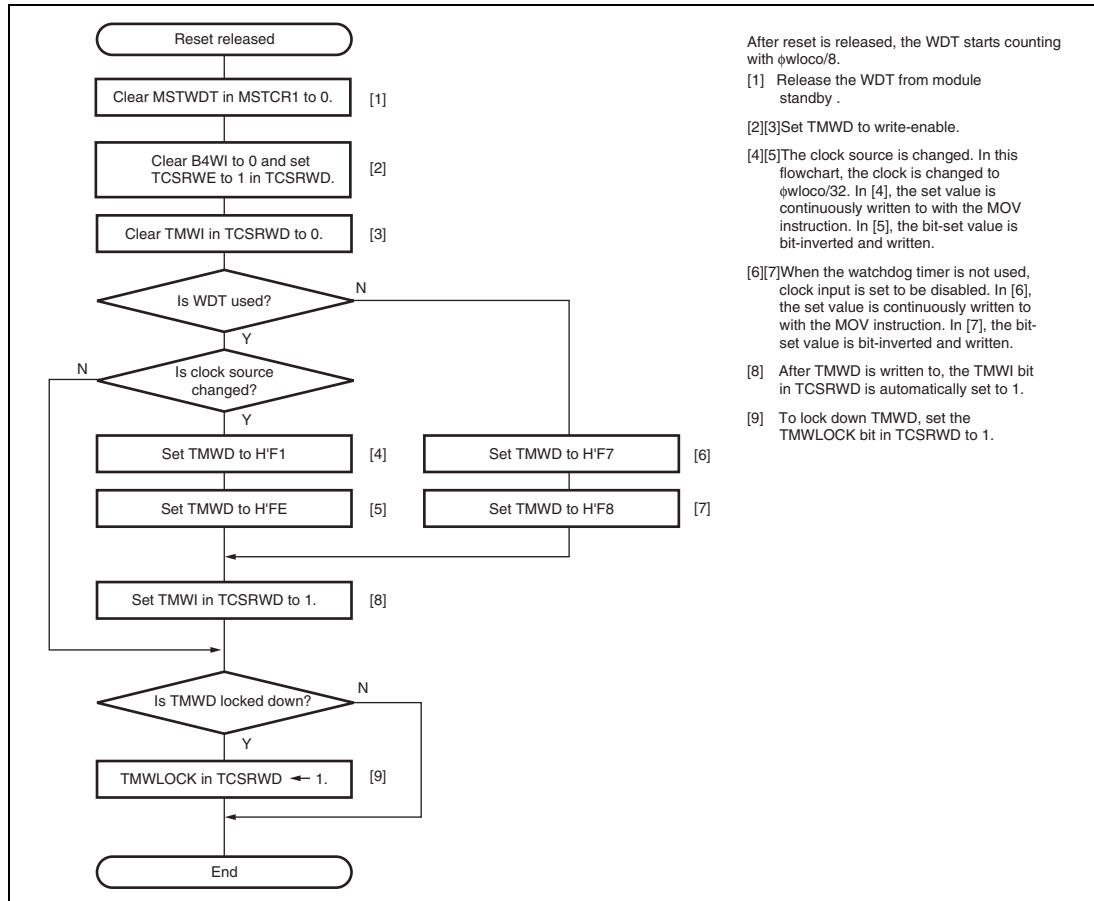 Reset released
Clear MSTWDT in MSTCR1 to 0.
[1]
Clear B4WI to 0 and set
TCSRWE to 1 in TCSRWD.
[2]
Clear TMWI in TCSRWD to 0.
[3]
Is WDT used?
N
Y
Is clock source
changed?
N
Y
Set TMWD to H'F1
[4]
Set TMWD to H'F7
[6]
Set TMWD to H'FE
[5]
Set TMWD to H'F8
[7]
Set TMWI in TCSRWD to 1.
[8]
Is TMWD locked down?
N
Y
TMWLOCK in TCSRWD ← 1.
[9]
End
After reset is released, the WDT starts counting
with ϕwloco/8.
[1] Release the WDT from module
standby .
[2][3]Set TMWD to write-enable.
[4][5]The clock source is changed. In this
flowchart, the clock is changed to
ϕwloco/32. In [4], the set value is
continuously written to with the MOV
instruction. In [5], the bit-set value is
bit-inverted and written.
[6][7]When the watchdog timer is not used,
clock input is set to be disabled. In [6],
the set value is continuously written to
with the MOV instruction. In [7], the bit-
set value is bit-inverted and written.
[8] After TMWD is written to, the TMWI bit
in TCSRWD is automatically set to 1.
[9] To lock down TMWD, set the
TMWLOCK bit in TCSRWD to 1.